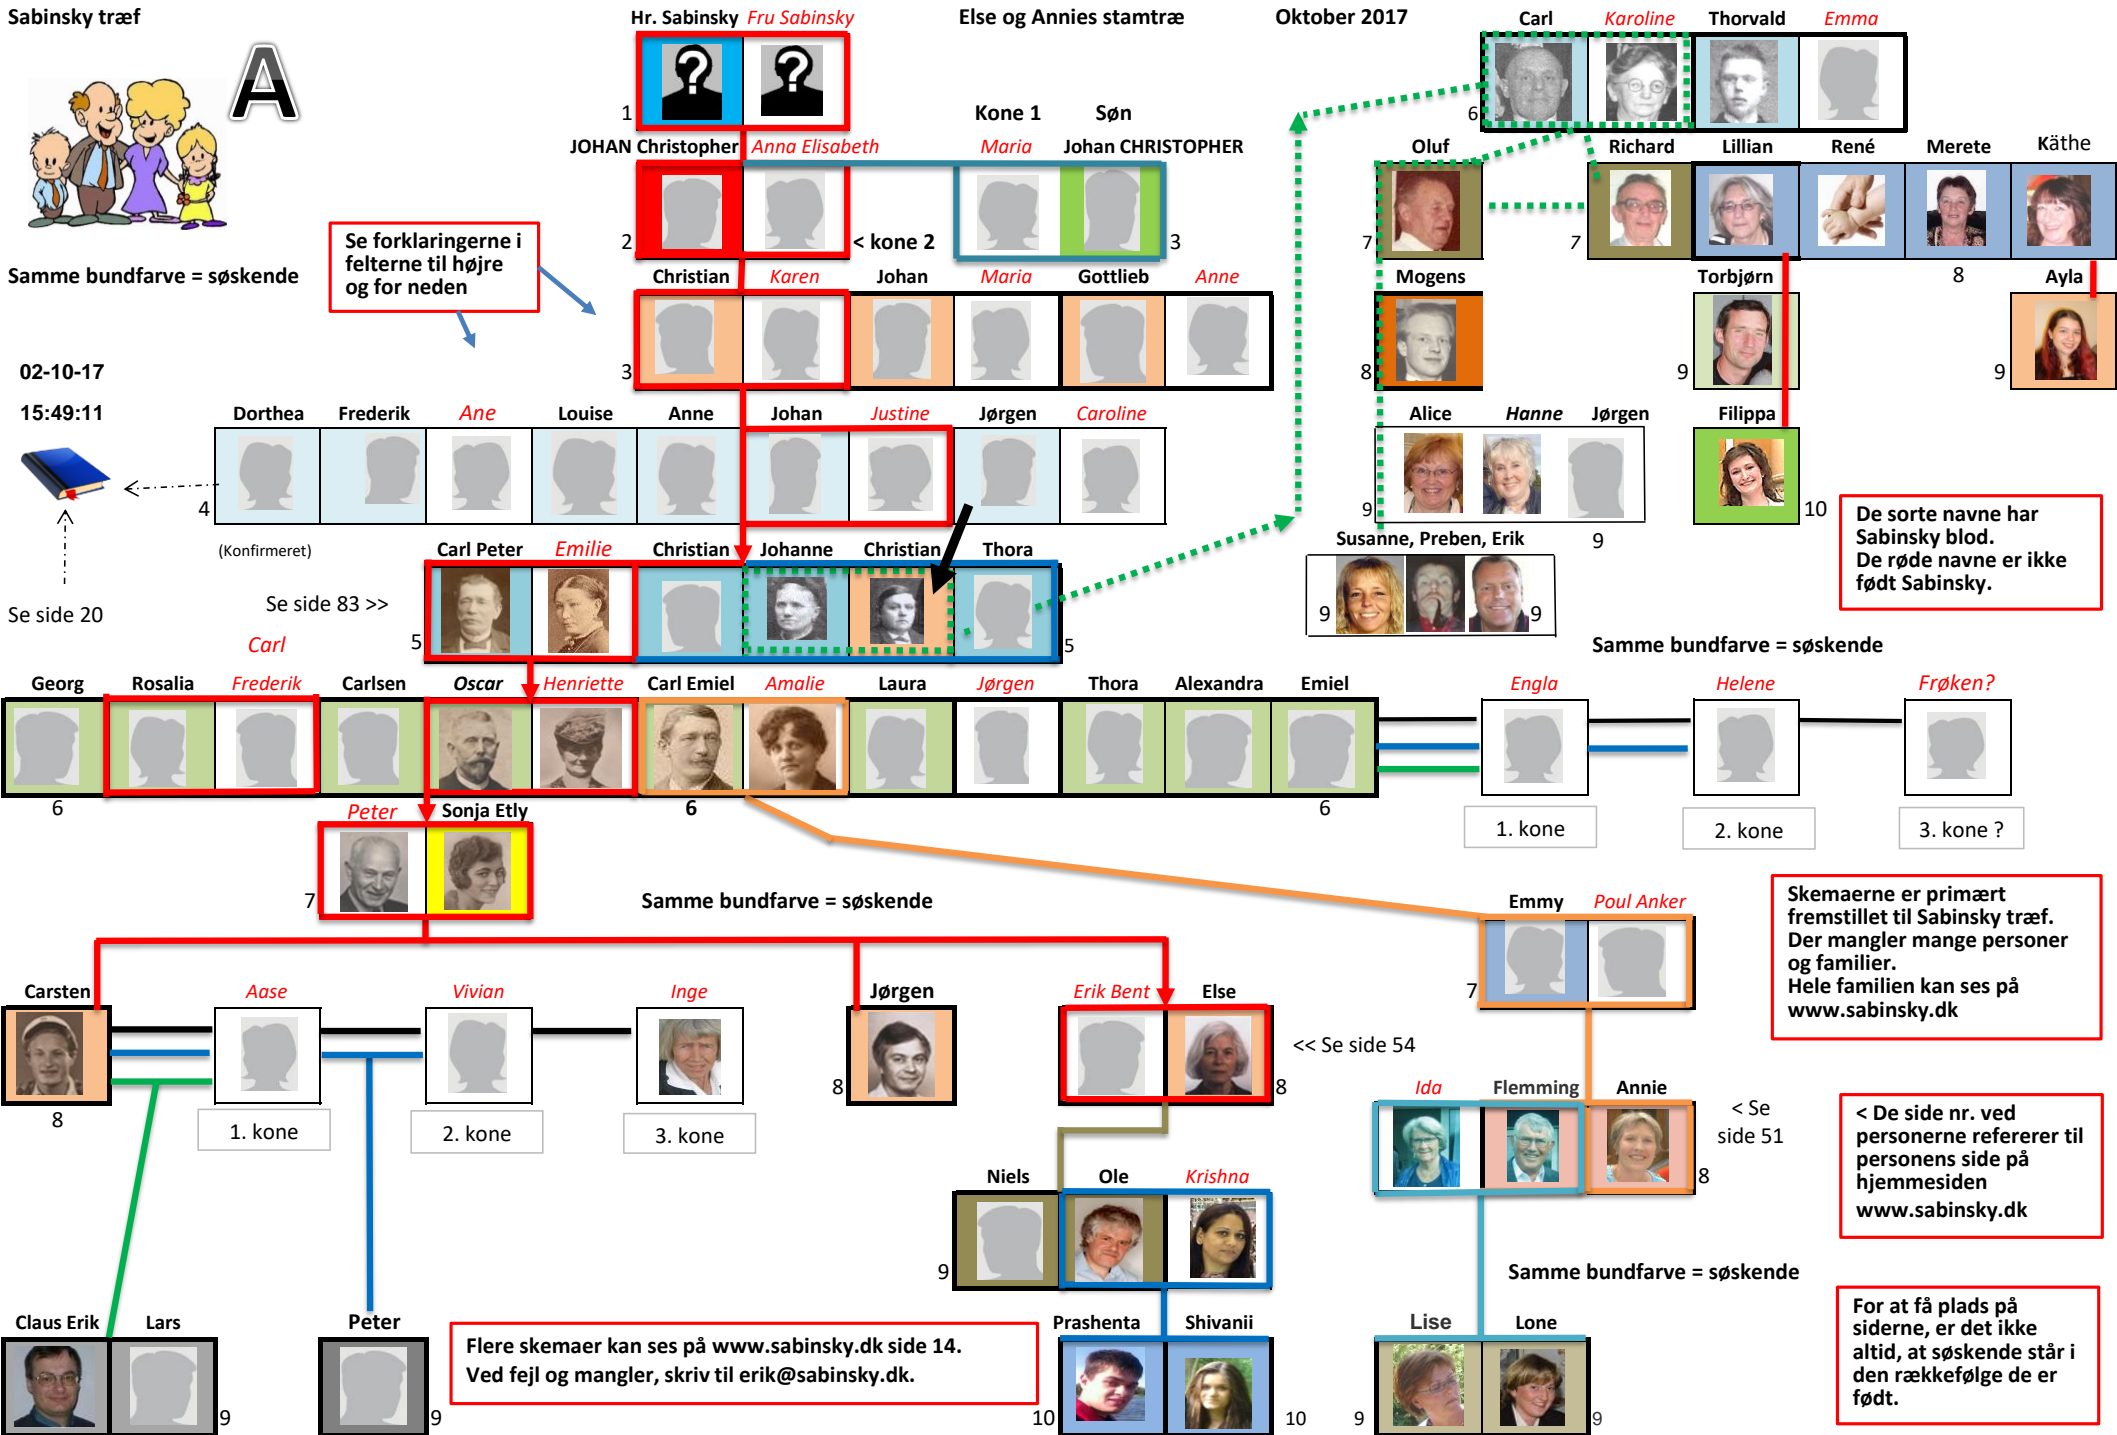 Sabinsky træf
Hr. Sabinsky Fru Sabinsky
Else og Annies stamtræ
Oktober 2017
Carl Karoline Thorvald Emma
A
1
6
Kone 1 Søn
JOHAN Christopher Anna Elisabeth Maria Johan CHRISTOPHER
Oluf Richard Lillian René Merete Käthe
2
< kone 2
3
7
7
Se forklaringerne i
felterne til højre
og for neden
Samme bundfarve = søskende
Christian Karen Johan Maria Gottlieb Anne
Mogens Torbjørn 8 Ayla
3
8
9
9
02-10-17
15:49:11
Dorthea Frederik Ane Louise Anne Johan Justine Jørgen Caroline
Alice Hanne Jørgen Filippa
4
9
10
(Konfirmeret)
9
De sorte navne har
Sabinsky blod.
De røde navne er ikke
født Sabinsky.
Carl Peter Emilie Christian Johanne Christian Thora
Susanne, Preben, Erik
9
9
Se side 20
Se side 83 >>
5
5
Samme bundfarve = søskende
Carl
Georg Rosalia Frederik Carlsen Oscar Henriette Carl Emiel Amalie Laura Jørgen Thora Alexandra Emiel Engla Helene Frøken?
6
6
6
1. kone
2. kone
3. kone ?
Peter Sonja Etly
7
Samme bundfarve = søskende
Emmy Poul Anker
7
Skemaerne er primært
fremstillet til Sabinsky træf.
Der mangler mange personer
og familier.
Hele familien kan ses på
www.sabinsky.dk
Carsten Aase Vivian Inge Jørgen Erik Bent Else
8
1. kone
2. kone
3. kone
8
8
<< Se side 54
Ida Flemming Annie
8
< Se
side 51
< De side nr. ved
personerne refererer til
personens side på
hjemmesiden
www.sabinsky.dk
Niels Ole Krishna
9
Samme bundfarve = søskende
Claus Erik Lars Peter
9
9
Flere skemaer kan ses på www.sabinsky.dk side 14.
Ved fejl og mangler, skriv til erik@sabinsky.dk.
Prashenta Shivanii
10
10
Lise Lone
9
9
For at få plads på
siderne, er det ikke
altid, at søskende står i
den rækkefølge de er
født.